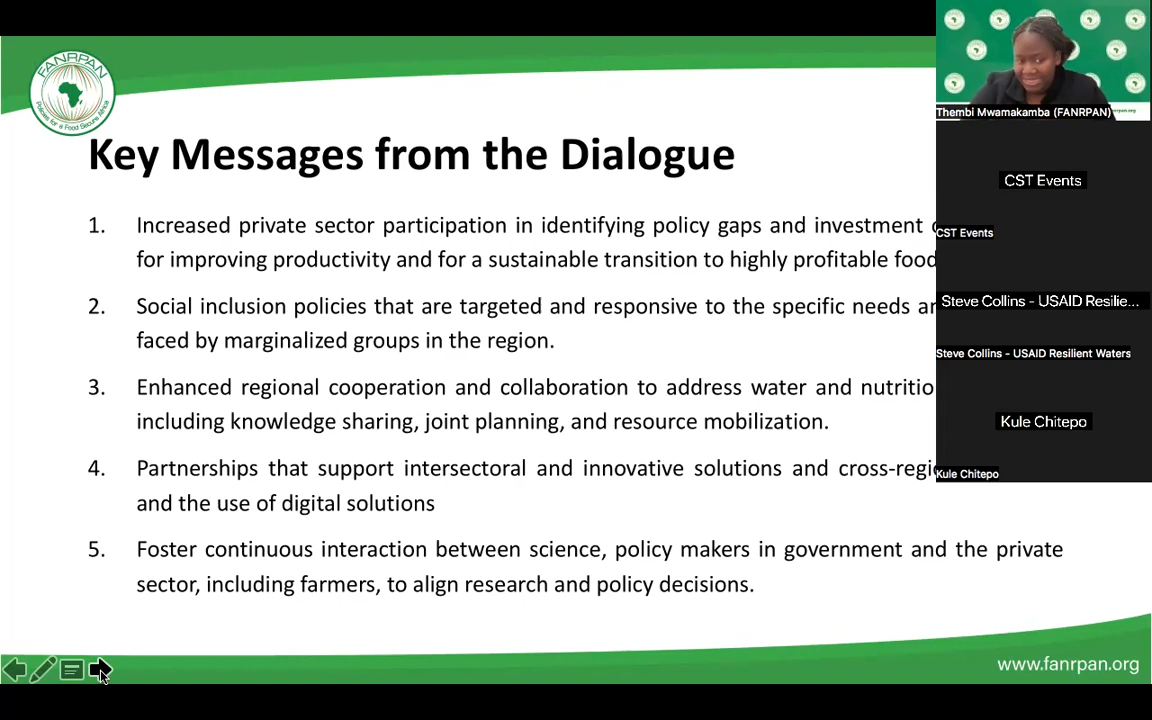 FANRPAN
Policies for a Food Secure Africa
Key Messages from the Dialogue
1. Increased private sector participation in identifying policy gaps and investment
for improving productivity and for a sustainable transition to highly profitable food
2. Social inclusion policies that are targeted and responsive to the specific needs
faced by marginalized groups in the region.
3. Enhanced regional cooperation and collaboration to address water and
including knowledge sharing, joint planning, and resource mobilization.
4. Partnerships that support intersectoral and innovative solutions and
and the use of digital solutions
5. Foster continuous interaction between science, policy makers in government and the private
sector, including farmers, to align research and policy decisions.
www.fanrpan.org
Thembi Mwamakamba (FANRPAN)
CST Events
CST Events
Steve Collins - USAID Resilie...
Steve Collins - USAID Resilient Waters
Kule Chitepo
Kule Chitepo